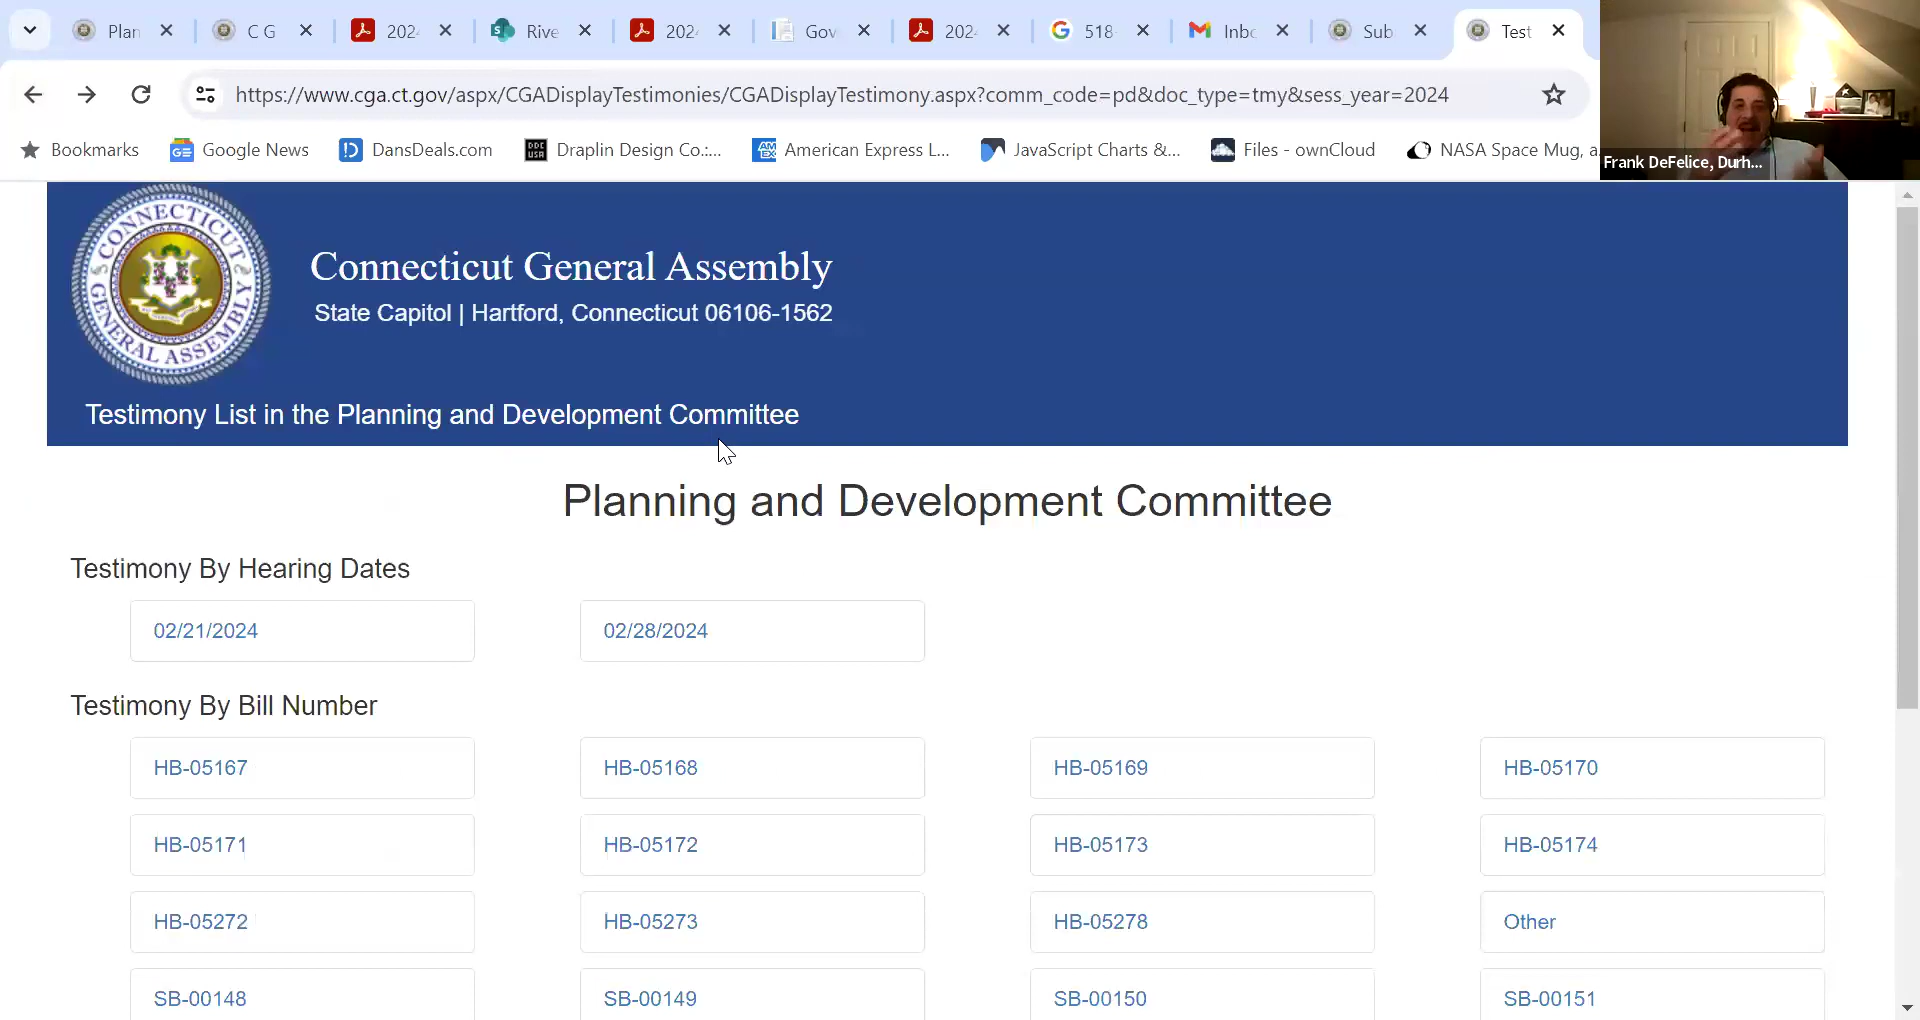 Plan
C G
202
Rive
202
Gov
202
518
Inbo
Sub
Test
https://www.cga.ct.gov/aspx/CGADisplayTestimonies/CGADisplayTestimony.aspx?comm_code=pd&doc_type=tmy&sess_year=2024
Bookmarks
Google News
DansDeals.com
Draplin Design Co.:...
American Express L...
JavaScript Charts &...
Files - ownCloud
NASA Space Mug, a
Frank DeFelice, Durh...
CONNECTICUT
GENERAL ASSEMBLY
Connecticut General Assembly
State Capitol | Hartford, Connecticut 06106-1562
Testimony List in the Planning and Development Committee
Planning and Development Committee
Testimony By Hearing Dates
02/21/2024
02/28/2024
Testimony By Bill Number
HB-05167
HB-05168
HB-05169
HB-05170
HB-05171
HB-05172
HB-05173
HB-05174
HB-05272
HB-05273
HB-05278
Other
SB-00148
SB-00149
SB-00150
SB-00151